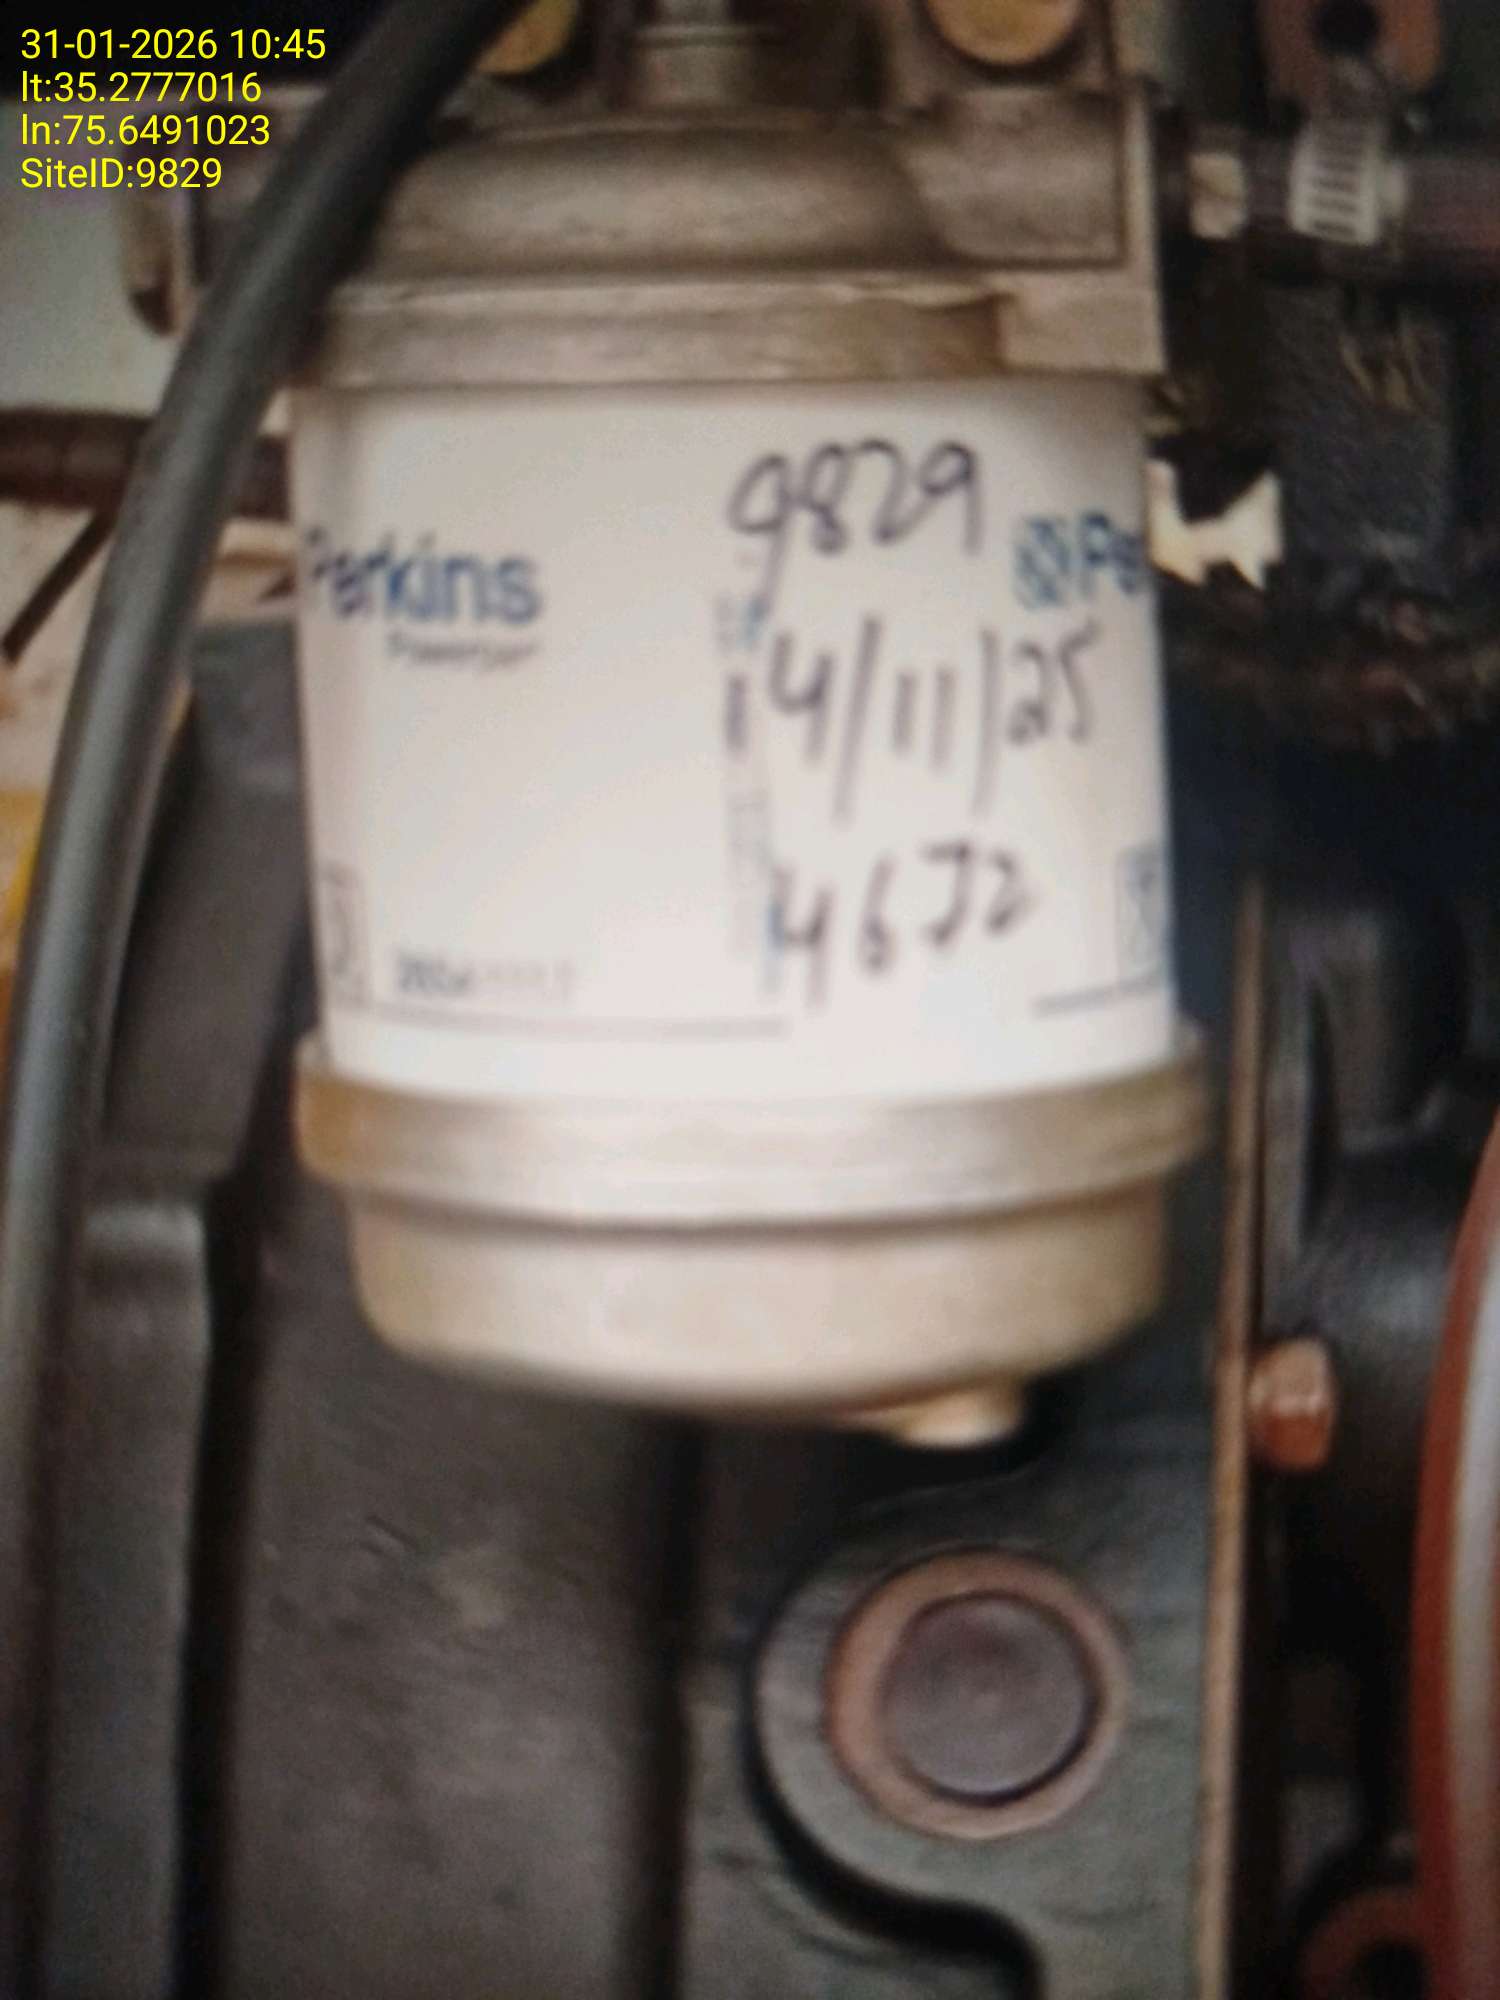 31-01-2026 10:45
lt:35.2777016
ln:75.6491023
SiteID:9829
9829
Perkins
Pe
14/11/25
4672